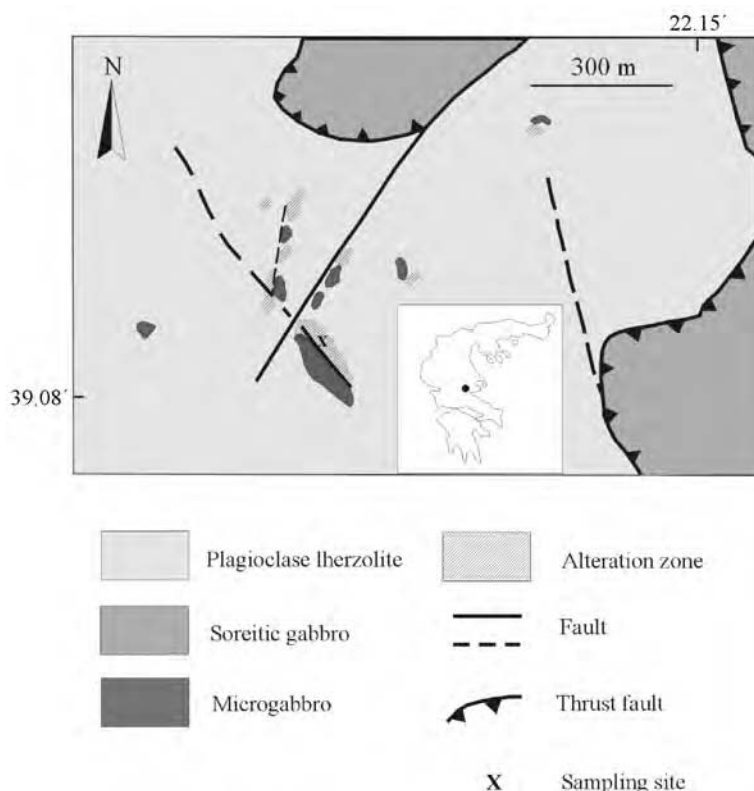 22.15´
N
300 m
39.08´
x
Plagioclase lherzolite
Alteration zone
Soreitic gabbro
Fault
Microgabbro
Thrust fault
X Sampling site